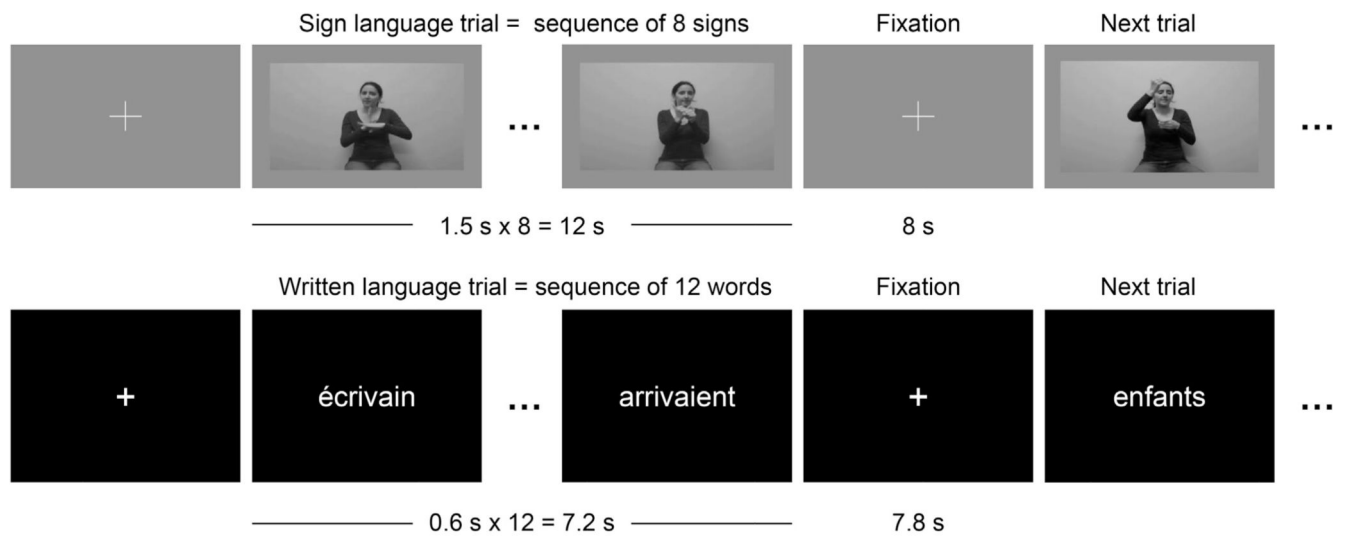 Sign language trial = sequence of 8 signs Fixation Next trial
... ...
1.5 s x 8 = 12 s 8 s
Written language trial = sequence of 12 words Fixation Next trial
+ écrivain ... arrivaient + enfants ...
0.6 s x 12 = 7.2 s 7.8 s